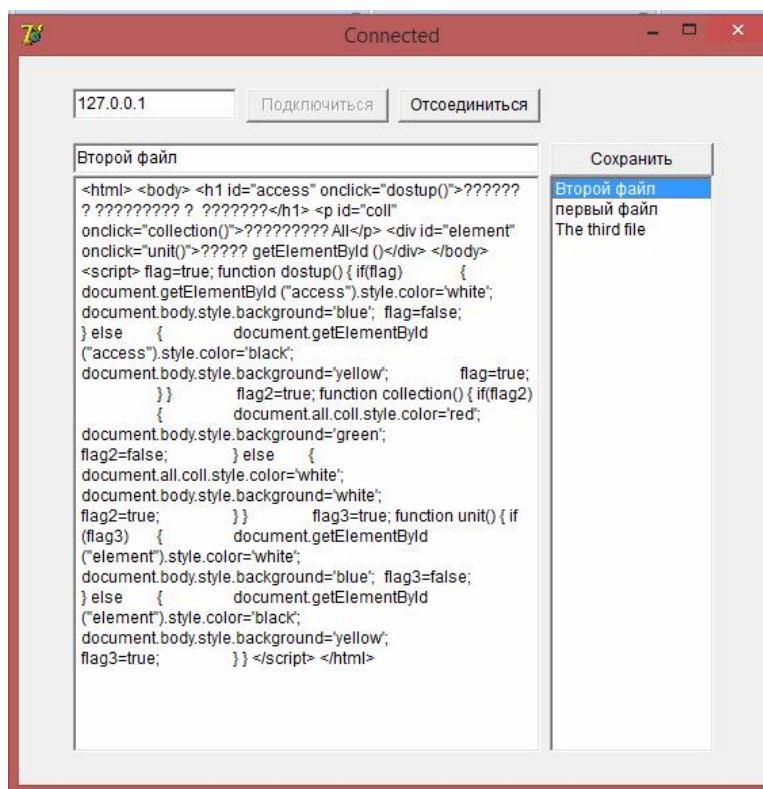 Connected
127.0.0.1
Подключиться
Отсоединиться
Второй файл
Сохранить
<html> <body> <h1 id="access" onclick="dostup()">??????
? ????????? ?  ???????</h1> <p id="coll"
onclick="collection()">????????? All</p> <div id="element"
onclick="unit()">????? getElementById ()</div> </body>
<script> flag=true; function dostup() { if(flag) {
document.getElementById ("access").style.color='white';
document.body.style.background='blue';  flag=false;
} else { document.getElementById
("access").style.color='black';
document.body.style.background='yellow'; flag=true;
} } flag2=true; function collection() { if(flag2)
{ document.all.coll.style.color='red';
document.body.style.background='green';
flag2=false; } else {
document.all.coll.style.color='white';
document.body.style.background='white';
flag2=true; } } flag3=true; function unit() { if
(flag3) { document.getElementById
("element").style.color='white';
document.body.style.background='blue';  flag3=false;
} else { document.getElementById
("element").style.color='black';
document.body.style.background='yellow';
flag3=true; } } </script> </html>
Второй файл
первый файл
The third file